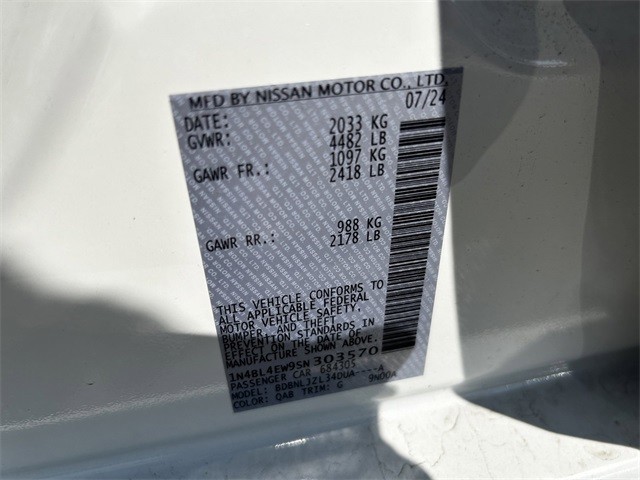 MFD BY NISSAN MOTOR CO., LTD.
DATE: 07/24
GVWR: 2033 KG
4482 LB
GAWR FR.: 1097 KG
2418 LB
GAWR RR.: 988 KG
2178 LB
THIS VEHICLE CONFORMS TO
ALL APPLICABLE FEDERAL
MOTOR VEHICLE SAFETY,
BUMPER, AND THEFT
PREVENTION STANDARDS IN
EFFECT ON THE DATE OF
MANUFACTURE SHOWN ABOVE.
1N4BL4EW9SN303570
PASSENGER CAR 684305
MODEL: BDBNLJZL34DUA----A
COLOR: QAB TRIM: G 9N00A